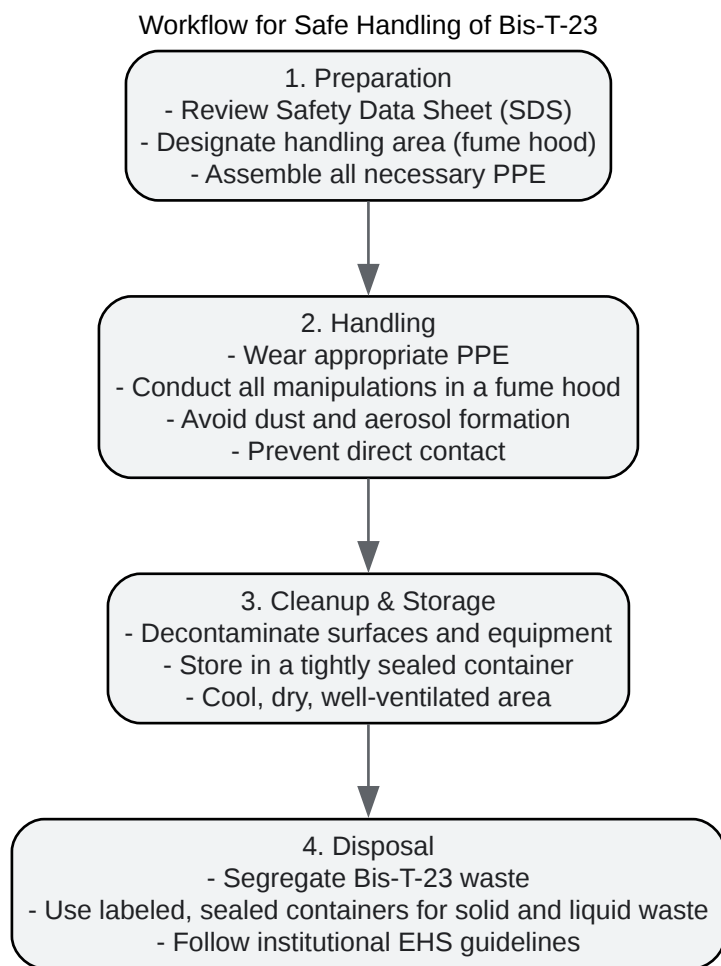 Workflow for Safe Handling of Bis-T-23
1. Preparation
- Review Safety Data Sheet (SDS)
- Designate handling area (fume hood)
- Assemble all necessary PPE
2. Handling
- Wear appropriate PPE
- Conduct all manipulations in a fume hood
- Avoid dust and aerosol formation
- Prevent direct contact
3. Cleanup & Storage
- Decontaminate surfaces and equipment
- Store in a tightly sealed container
- Cool, dry, well-ventilated area
4. Disposal
- Segregate Bis-T-23 waste
- Use labeled, sealed containers for solid and liquid waste
- Follow institutional EHS guidelines